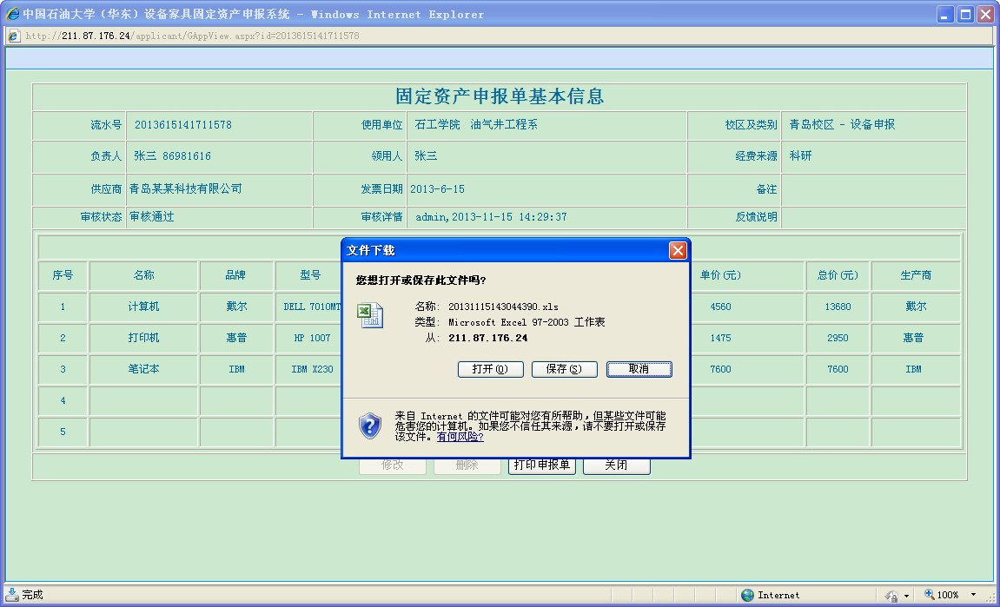 中国石油大学（华东）设备家具固定资产申报系统 - Windows Internet Explorer
http://211.87.176.24/applicant/GAppView.aspx?id=2013615141711578
固定资产申报单基本信息
流水号 2013615141711578 使用单位 石工学院 油气井工程系 校区及类别 青岛校区 - 设备申报
负责人 张三 86981616 领用人 张三 经费来源 科研
供应商 青岛某某科技有限公司 发票日期 2013-6-15 备注
审核状态 审核通过 审核详情 admin,2013-11-15 14:29:37 反馈说明
序号 名称 品牌 型号 单价(元) 总价(元) 生产商
1 计算机 戴尔 DELL 7010MT 4560 13680 戴尔
2 打印机 惠普 HP 1007 1475 2950 惠普
3 笔记本 IBM IBM X230 7600 7600 IBM
4
5
文件下载
您想打开或保存此文件吗?
名称: 20131115143044390.xls
类型: Microsoft Excel 97-2003 工作表
从: 211.87.176.24
打开(O) 保存(S) 取消
来自 Internet 的文件可能对您有所帮助，但某些文件可能
危害您的计算机。如果您不信任其来源，请不要打开或保存
该文件。有何风险?
修改 删除 打印申报单 关闭
完成 Internet 100%